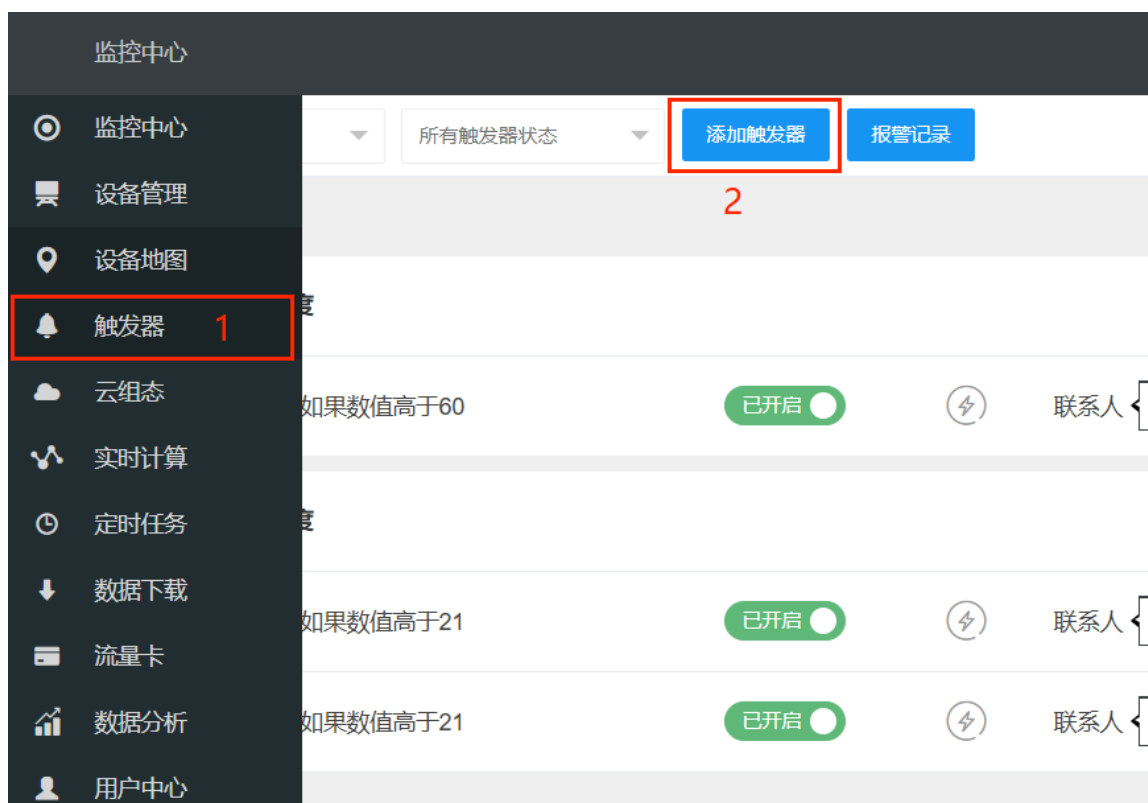 监控中心
监控中心
设备管理
设备地图
触发器 1
云组态
实时计算
定时任务
数据下载
流量卡
数据分析
用户中心
所有触发器状态 添加触发器 报警记录
2
度
如果数值高于60 已开启 联系人
度
如果数值高于21 已开启 联系人
如果数值高于21 已开启 联系人